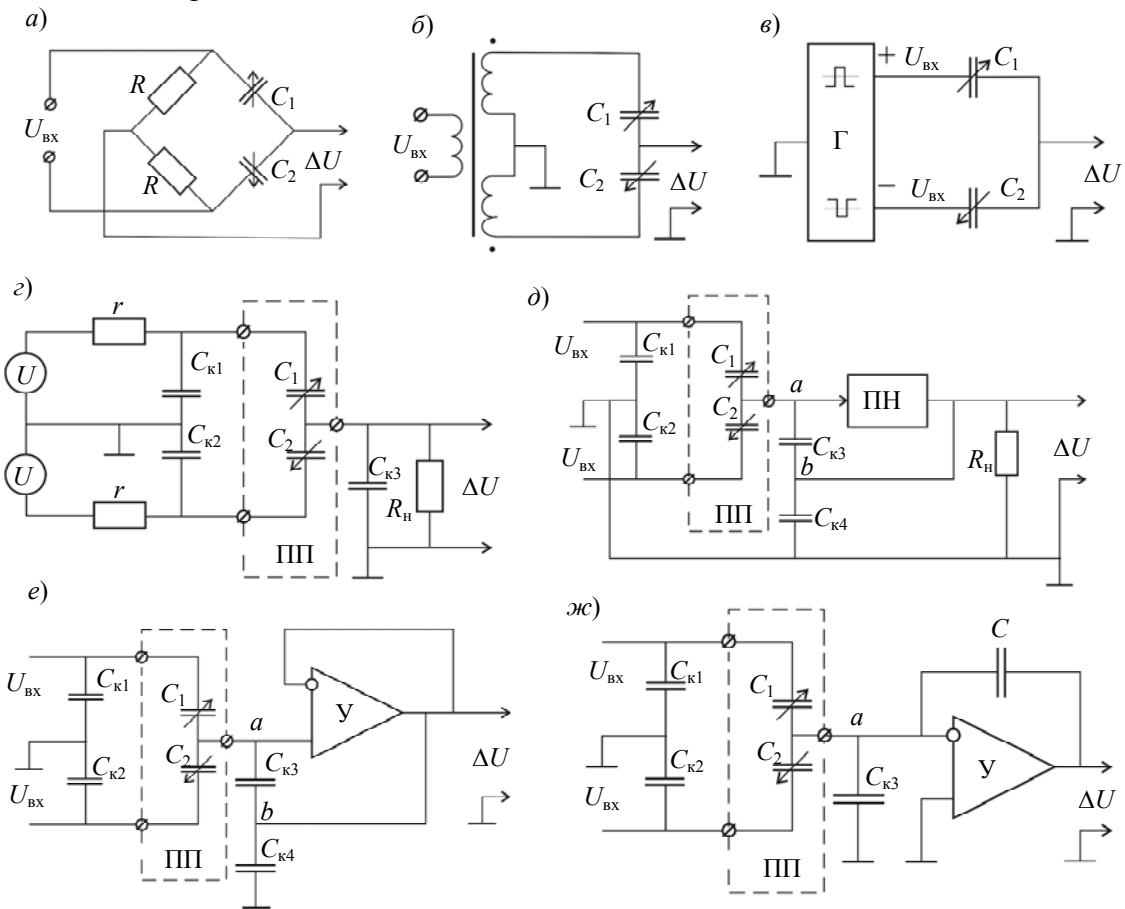 а)
R
C1
Uвх
R
C2
ΔU
б)
Uвх
C1
C2
ΔU
в)
Г
+ Uвх
C1
− Uвх
C2
ΔU
г)
r
U
Cк1
C1
Cк2
C2
U
r
Cк3
Rн
ΔU
ПП
д)
Uвх
Cк1
C1
a
ПН
C2
Cк2
Cк3
Uвх
b
Rн
ΔU
Cк4
ПП
е)
Uвх
Cк1
C1
a
У
C2
Cк2
Cк3
ΔU
Uвх
b
Cк4
ПП
ж)
C
Uвх
Cк1
C1
a
C2
Cк2
Cк3
У
Uвх
ΔU
ПП